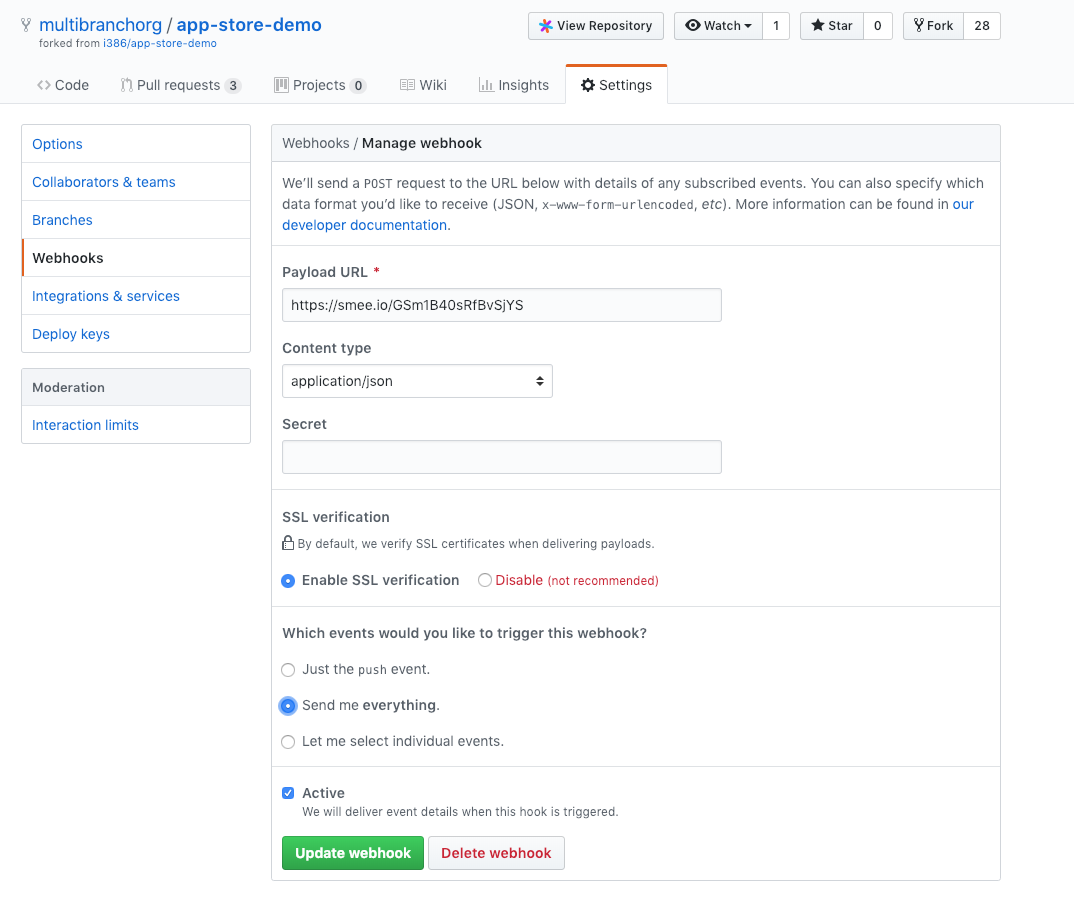 multibranchorg / app-store-demo
forked from i386/app-store-demo
View Repository
Watch 1
Star 0
Fork 28
Code
Pull requests 3
Projects 0
Wiki
Insights
Settings
Options
Collaborators & teams
Branches
Webhooks
Integrations & services
Deploy keys
Moderation
Interaction limits
Webhooks / Manage webhook
We’ll send a POST request to the URL below with details of any subscribed events. You can also specify which
data format you’d like to receive (JSON, x-www-form-urlencoded, etc). More information can be found in our
developer documentation.
Payload URL *
https://smee.io/GSm1B40sRfBvSjYS
Content type
application/json
Secret
SSL verification
By default, we verify SSL certificates when delivering payloads.
Enable SSL verification
Disable (not recommended)
Which events would you like to trigger this webhook?
Just the push event.
Send me everything.
Let me select individual events.
Active
We will deliver event details when this hook is triggered.
Update webhook
Delete webhook